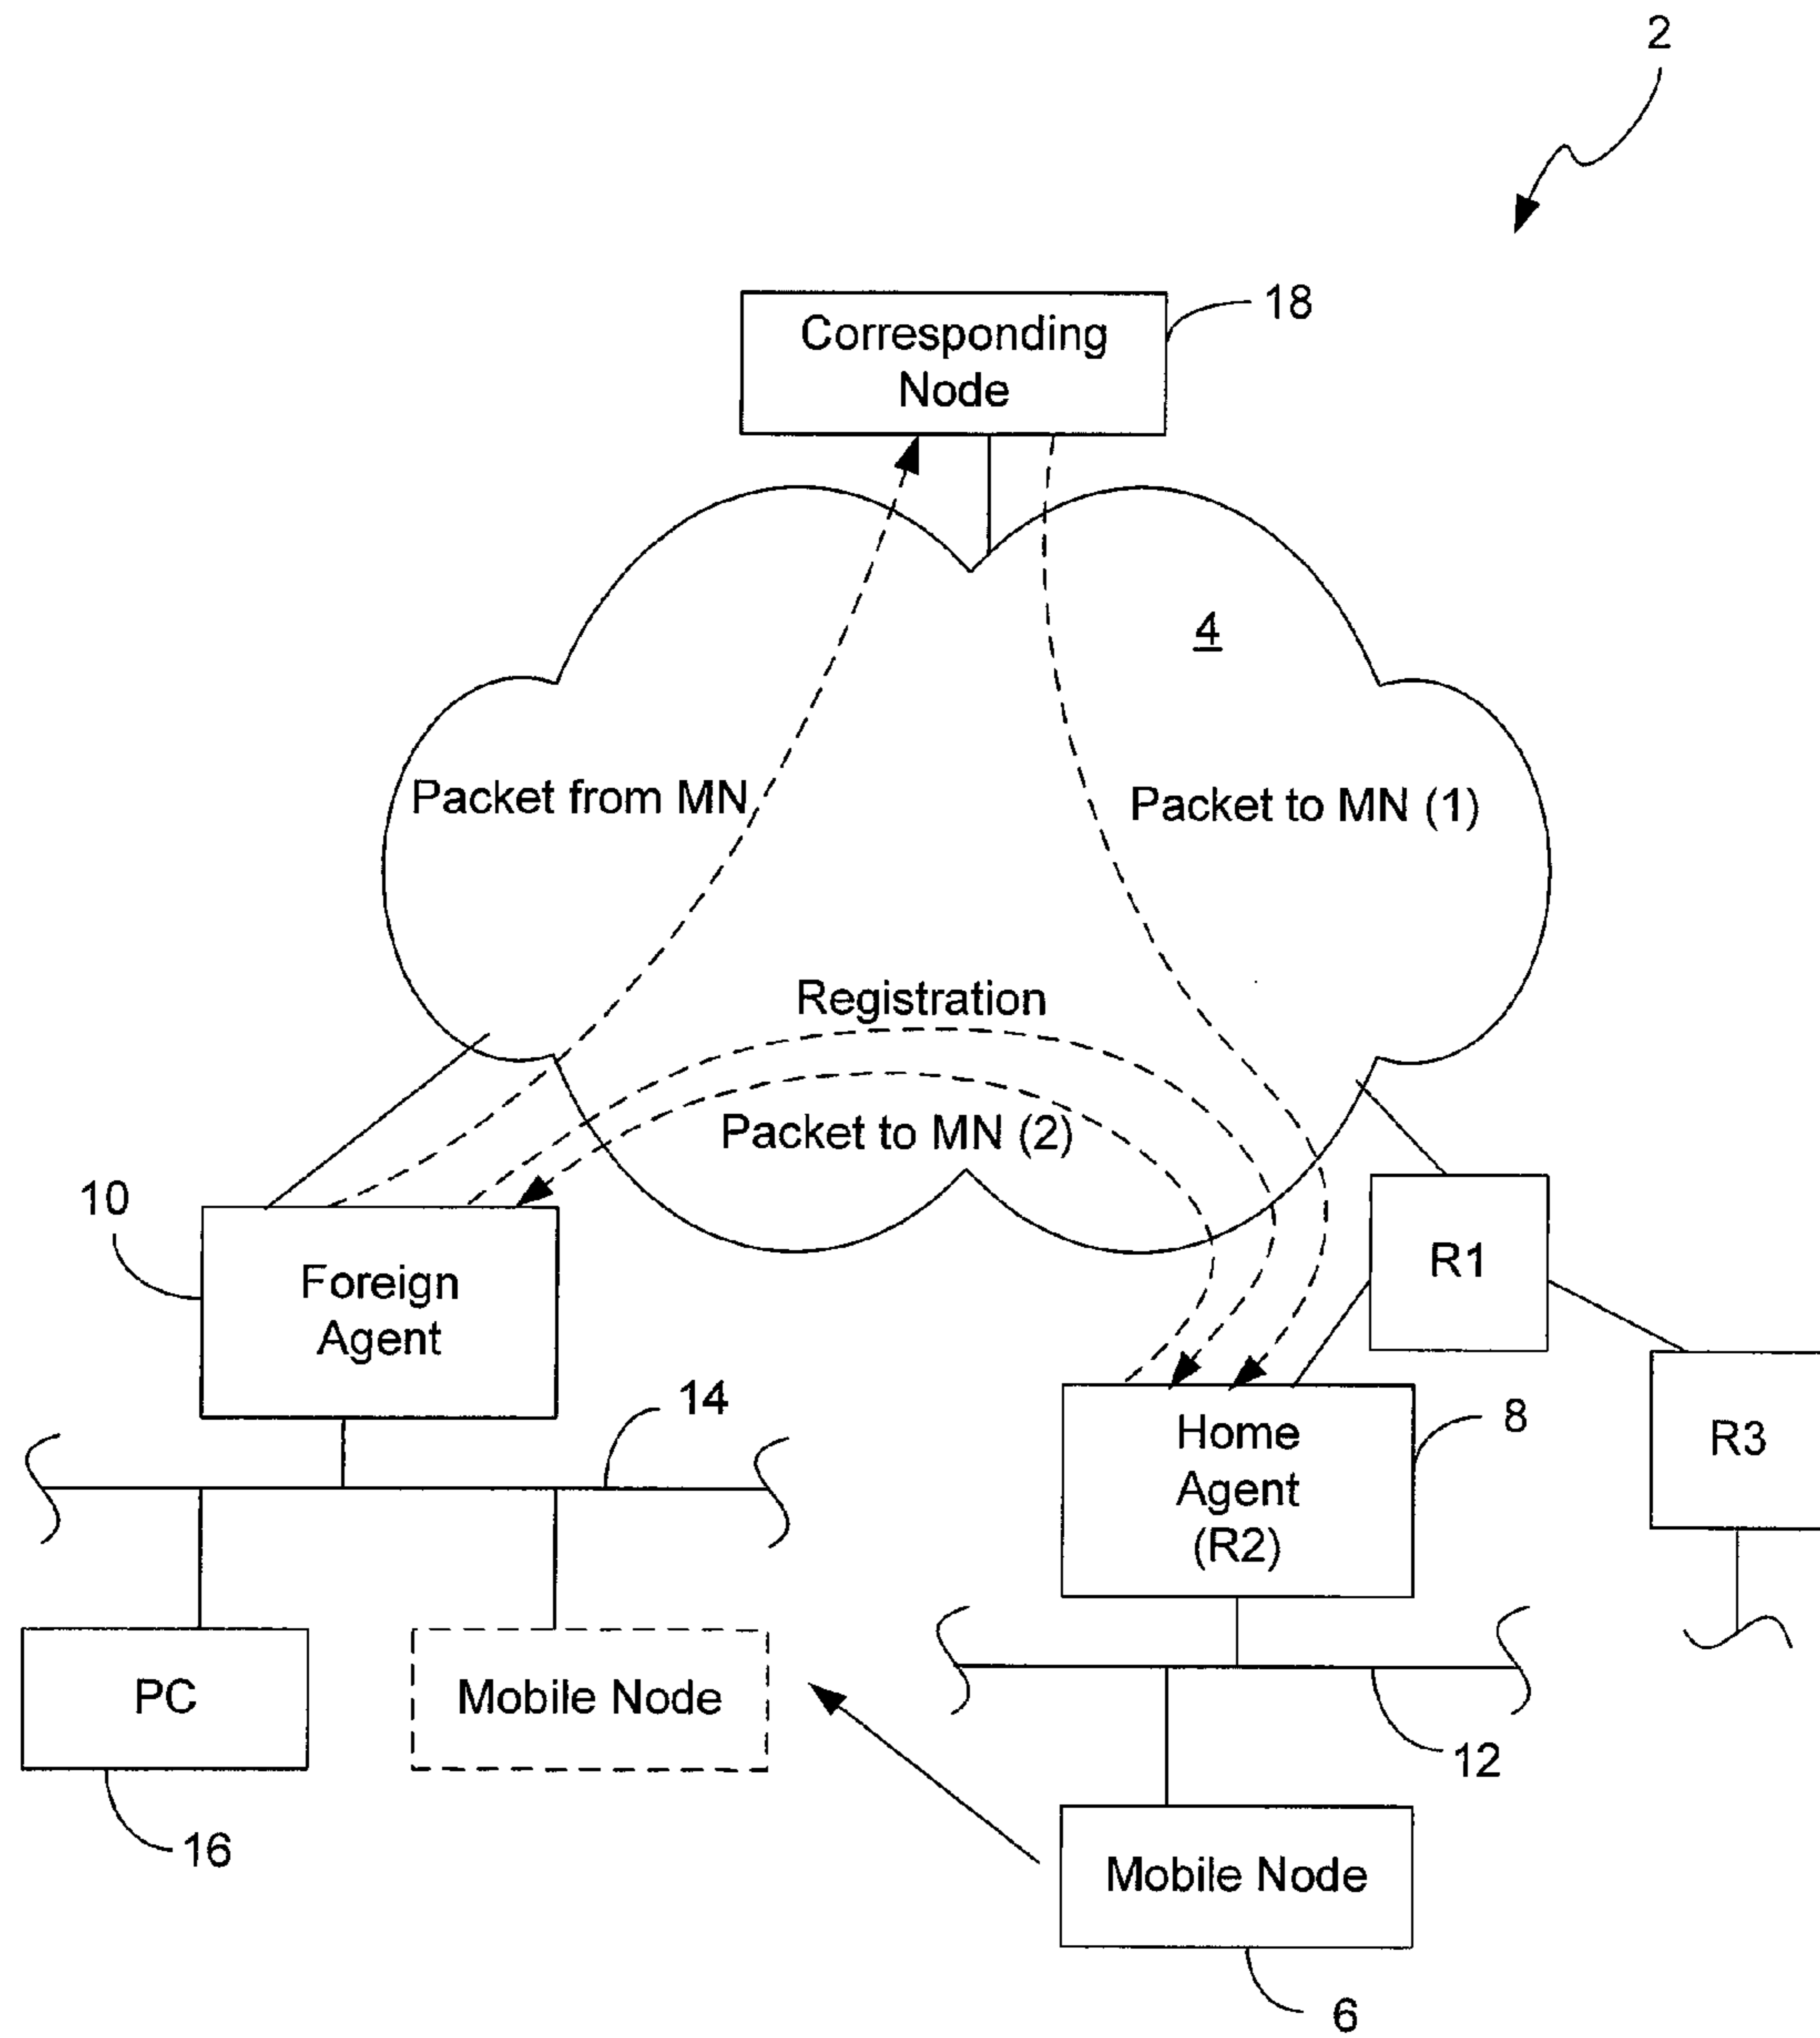 2
Corresponding
Node
18
4
Packet from MN
Packet to MN (1)
Registration
Packet to MN (2)
10
Foreign
Agent
R1
14
Home
Agent
(R2)
8
R3
PC
Mobile Node
12
16
Mobile Node
6